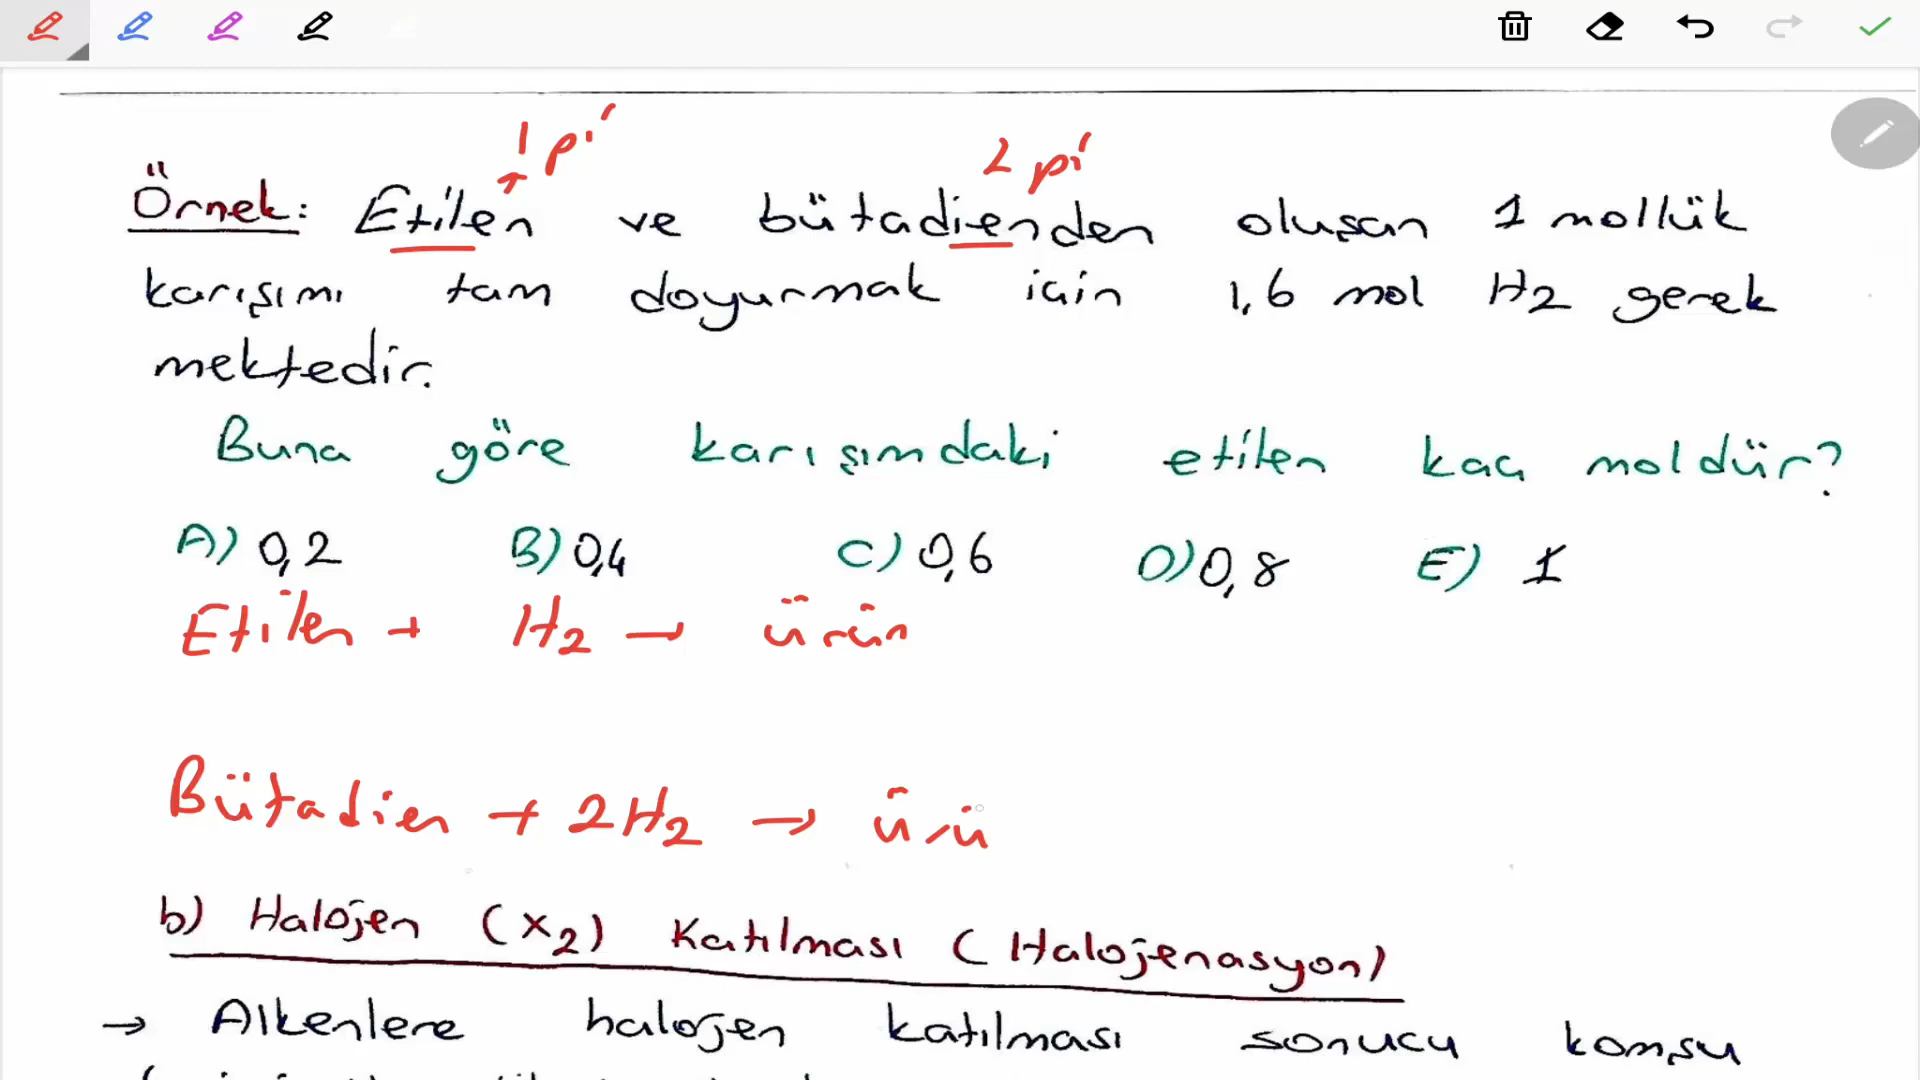 1 pi
2 pi
Örnek: Etilen ve bütadienden oluşan 1 mollük
karışımı tam doyurmak için 1,6 mol H2 gerek
mektedir.
Buna göre karışımdaki etilen kaç moldür?
A) 0,2 B) 0,4 C) 0,6 D) 0,8 E) 1
Etilen + H2 → ürün
Bütadien + 2H2 → ürü
b) Halojen (X2) Katılması (Halojenasyon)
→ Alkenlere halojen katılması sonucu komşu